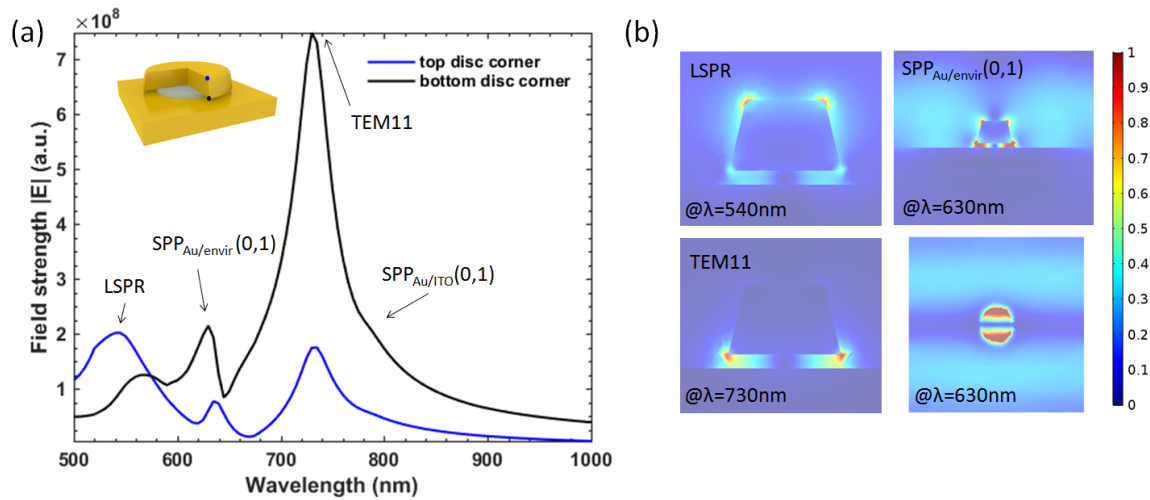 (a)
×10⁸
Field strength |E| (a.u.)
7
6
5
4
3
2
1
500
600
700
800
900
1000
Wavelength (nm)
top disc corner
bottom disc corner
TEM11
SPP_Au/envir(0,1)
LSPR
SPP_Au/ITO(0,1)
(b)
LSPR
@λ=540nm
SPP_Au/envir(0,1)
@λ=630nm
TEM11
@λ=730nm
@λ=630nm
1
0.9
0.8
0.7
0.6
0.5
0.4
0.3
0.2
0.1
0